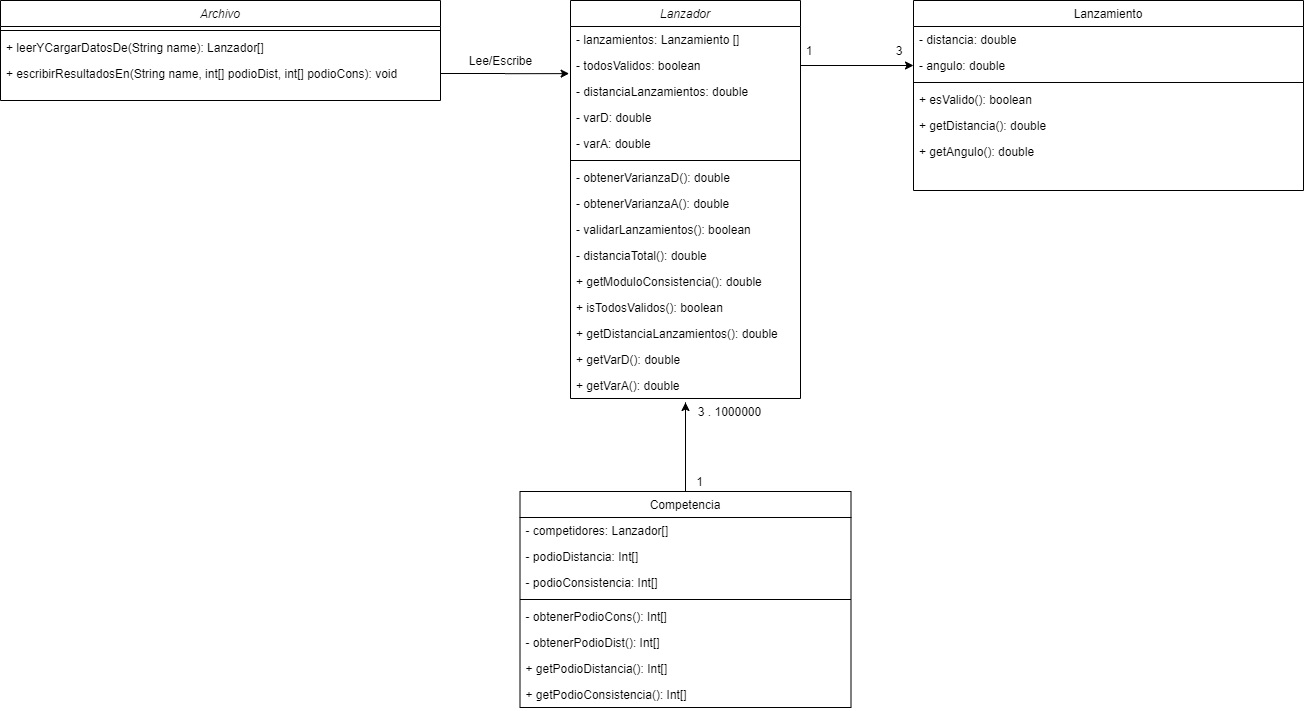 Archivo
+ leerYCargarDatosDe(String name): Lanzador[]
+ escribirResultadosEn(String name, int[] podioDist, int[] podioCons): void
Lee/Escribe
Lanzador
- lanzamientos: Lanzamiento []
- todosValidos: boolean
- distanciaLanzamientos: double
- varD: double
- varA: double
- obtenerVarianzaD(): double
- obtenerVarianzaA(): double
- validarLanzamientos(): boolean
- distanciaTotal(): double
+ getModuloConsistencia(): double
+ isTodosValidos(): boolean
+ getDistanciaLanzamientos(): double
+ getVarD(): double
+ getVarA(): double
1
3
Lanzamiento
- distancia: double
- angulo: double
+ esValido(): boolean
+ getDistancia(): double
+ getAngulo(): double
3 . 1000000
1
Competencia
- competidores: Lanzador[]
- podioDistancia: Int[]
- podioConsistencia: Int[]
- obtenerPodioCons(): Int[]
- obtenerPodioDist(): Int[]
+ getPodioDistancia(): Int[]
+ getPodioConsistencia(): Int[]